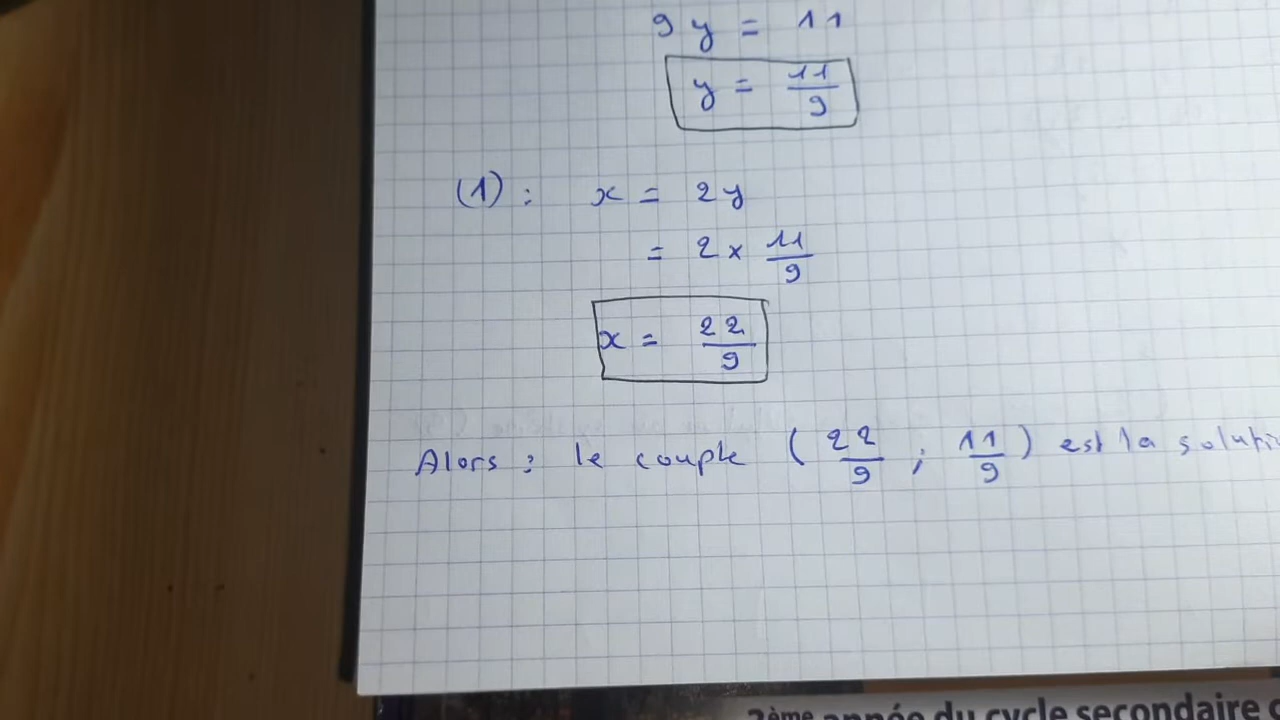 9y = 11
y = 11/9
(1) : x = 2y
= 2 × 11/9
x = 22/9
Alors : le couple ( 22/9 ; 11/9 ) est la soluti
2ème année du cycle secondaire